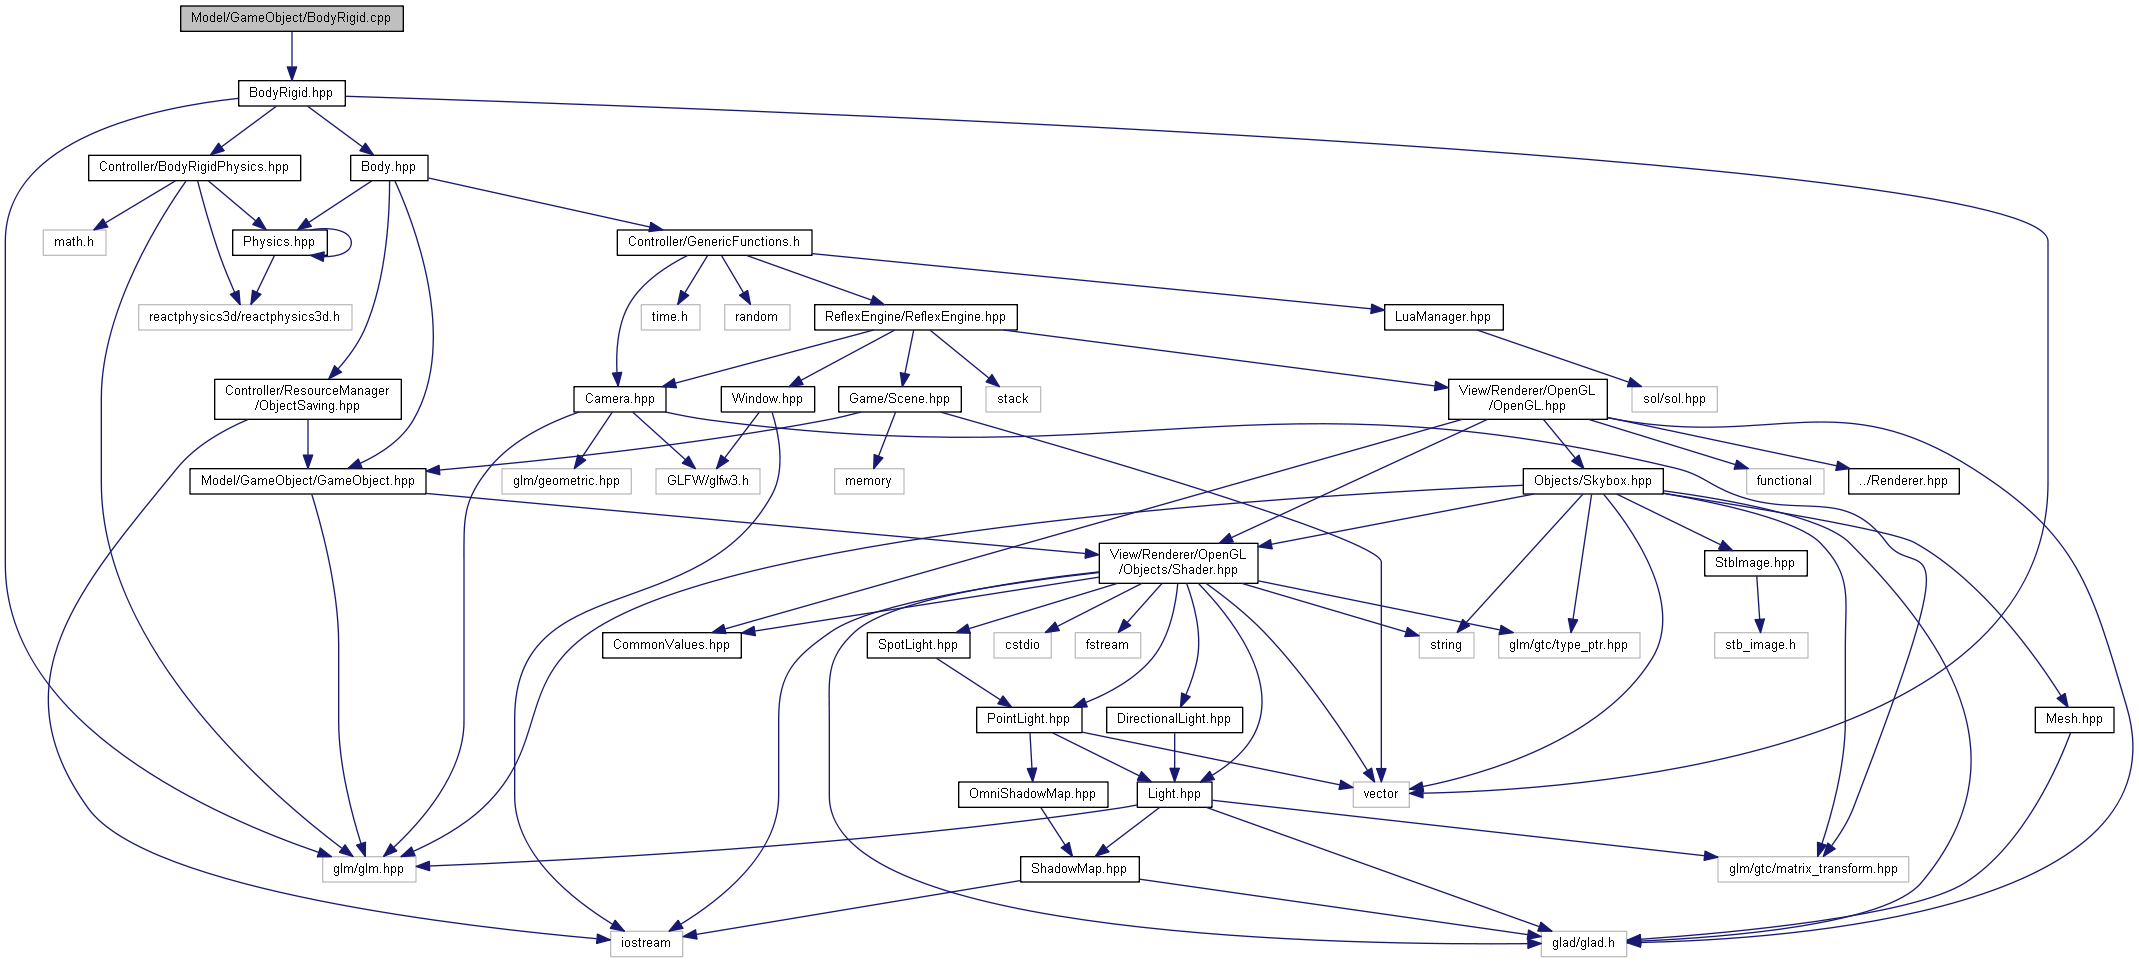 Model/GameObject/BodyRigid.cpp
BodyRigid.hpp
Controller/BodyRigidPhysics.hpp
Body.hpp
math.h
Physics.hpp
Controller/GenericFunctions.h
reactphysics3d/reactphysics3d.h
time.h
random
ReflexEngine/ReflexEngine.hpp
LuaManager.hpp
Controller/ResourceManager
/ObjectSaving.hpp
Camera.hpp
Window.hpp
Game/Scene.hpp
stack
View/Renderer/OpenGL
/OpenGL.hpp
sol/sol.hpp
Model/GameObject/GameObject.hpp
glm/geometric.hpp
GLFW/glfw3.h
memory
Objects/Skybox.hpp
functional
../Renderer.hpp
View/Renderer/OpenGL
/Objects/Shader.hpp
StbImage.hpp
CommonValues.hpp
SpotLight.hpp
cstdio
fstream
string
glm/gtc/type_ptr.hpp
stb_image.h
PointLight.hpp
DirectionalLight.hpp
Mesh.hpp
OmniShadowMap.hpp
Light.hpp
vector
glm/glm.hpp
ShadowMap.hpp
glm/gtc/matrix_transform.hpp
iostream
glad/glad.h